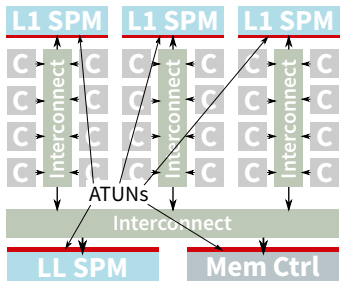 L1 SPM L1 SPM L1 SPM
C Interconnect C C Interconnect C C Interconnect C
C C C C C C
C C C C C C
C C C C C C
ATUNs
Interconnect
LL SPM Mem Ctrl